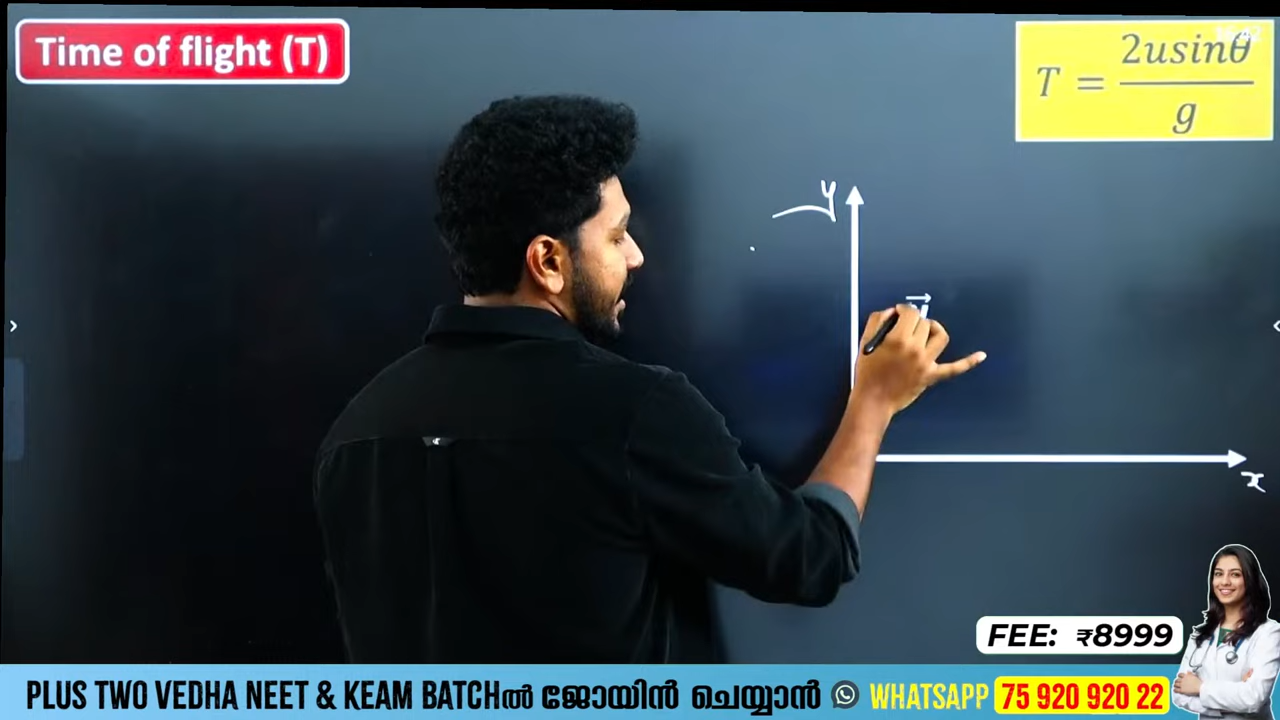 Time of flight (T)
T = 2usinθ / g
y
u⃗
x
FEE: ₹8999
PLUS TWO VEDHA NEET & KEAM BATCHൽ ജോയിൻ ചെയ്യാൻ WHATSAPP 75 920 920 22